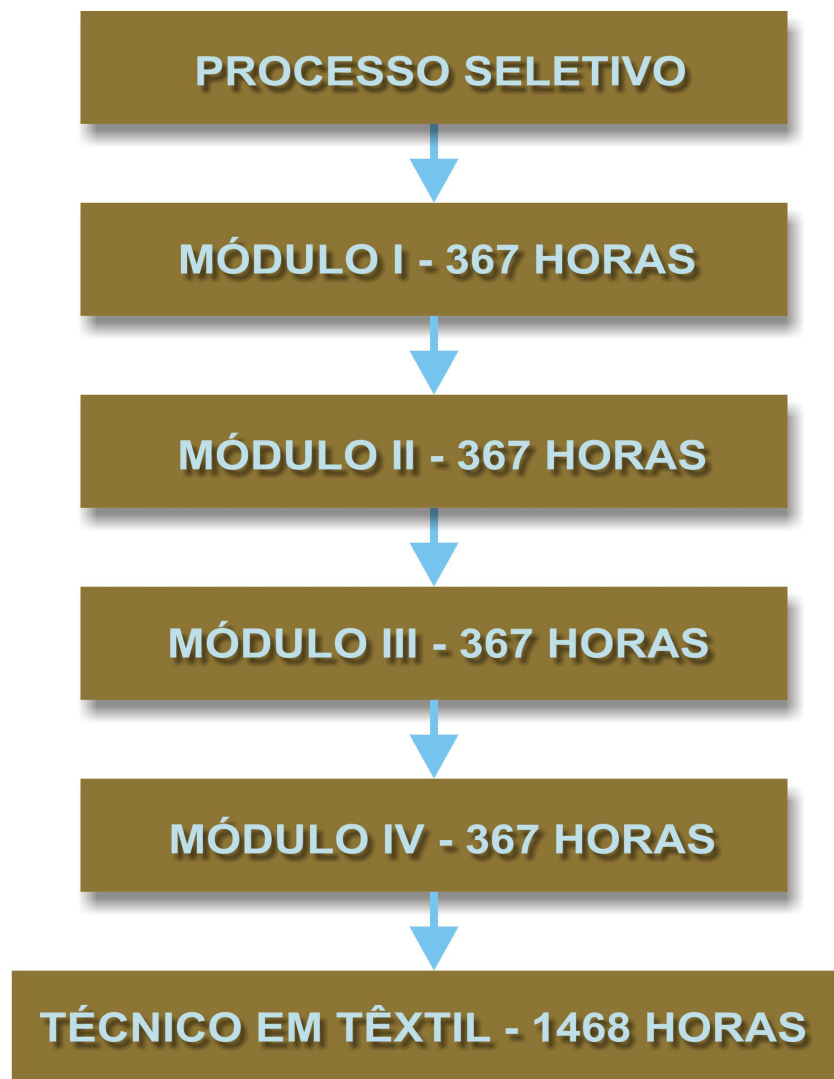 PROCESSO SELETIVO
MÓDULO I - 367 HORAS
MÓDULO II - 367 HORAS
MÓDULO III - 367 HORAS
MÓDULO IV - 367 HORAS
TÉCNICO EM TÊXTIL - 1468 HORAS